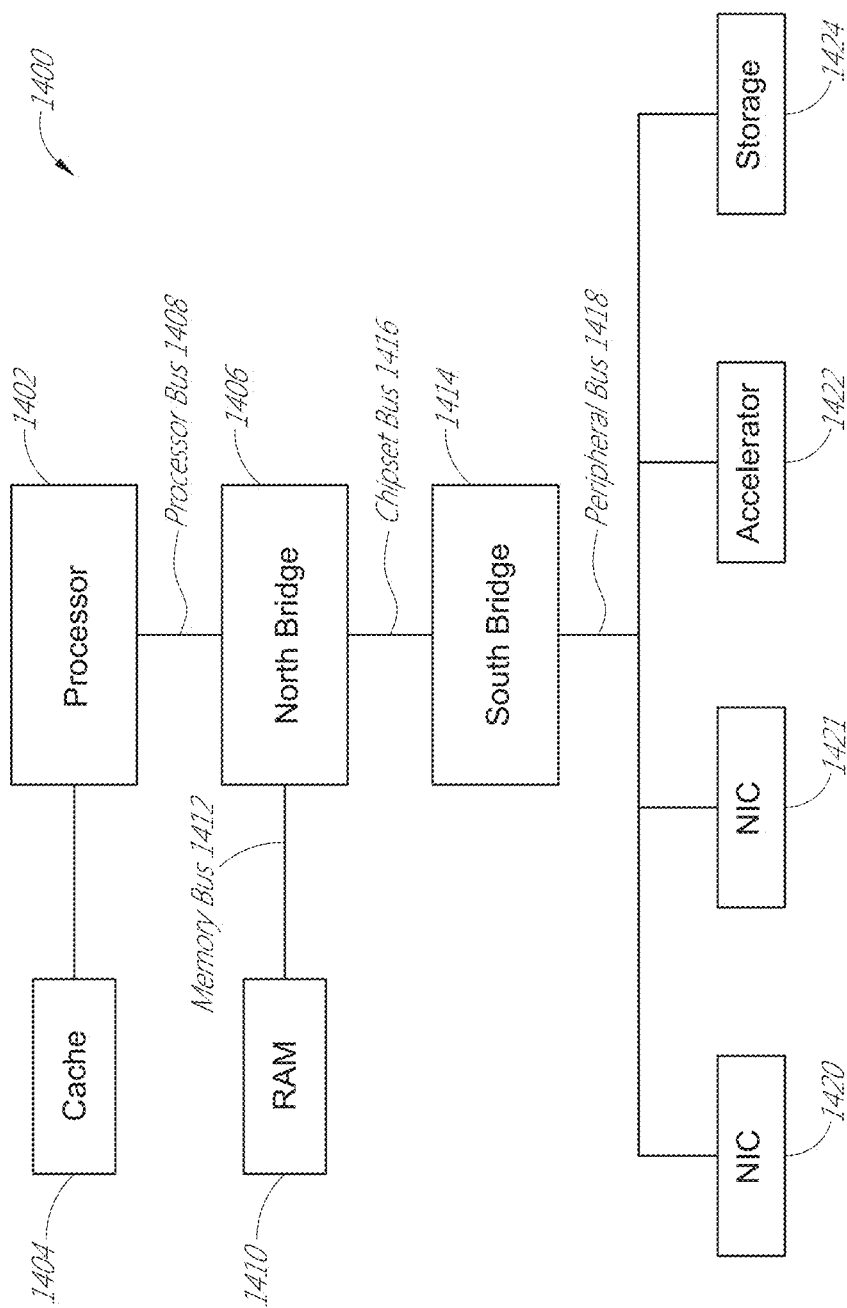 1400
1402
Processor
Cache
1404
Processor Bus 1408
1406
North Bridge
Memory Bus 1412
RAM
1410
Chipset Bus 1416
1414
South Bridge
Peripheral Bus 1418
NIC
1420
NIC
1421
Accelerator
1422
Storage
1424